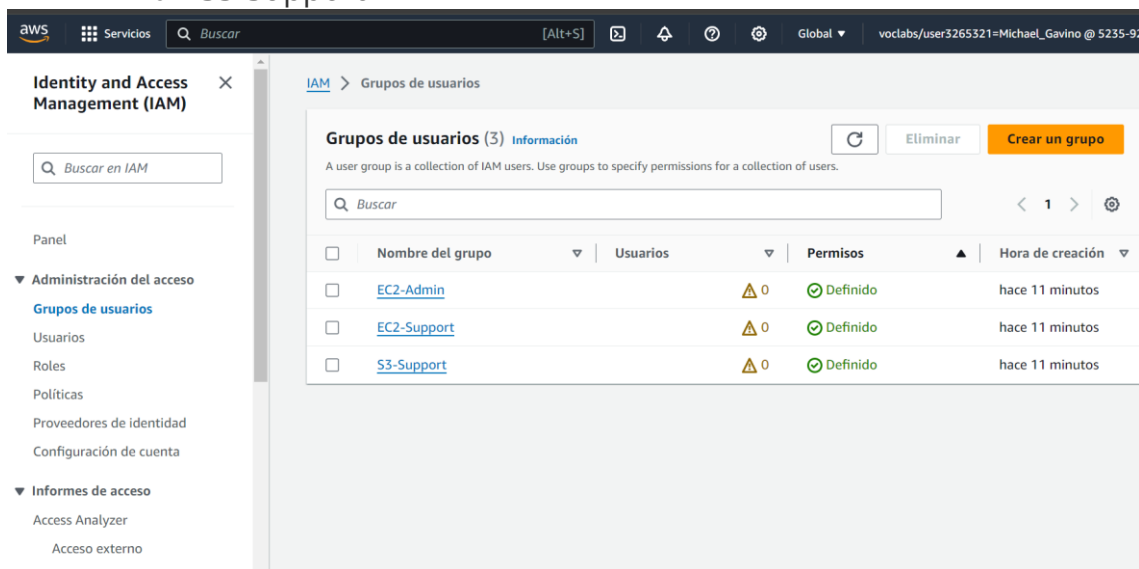 aws Servicios Buscar [Alt+S] Global voclabs/user3265321=Michael_Gavino @ 5235-92
Identity and Access
Management (IAM)
Buscar en IAM
Panel
Administración del acceso
Grupos de usuarios
Usuarios
Roles
Políticas
Proveedores de identidad
Configuración de cuenta
Informes de acceso
Access Analyzer
Acceso externo
IAM > Grupos de usuarios
Grupos de usuarios (3) Información
Eliminar
Crear un grupo
A user group is a collection of IAM users. Use groups to specify permissions for a collection of users.
Buscar
< 1 >
Nombre del grupo Usuarios Permisos Hora de creación
EC2-Admin 0 Definido hace 11 minutos
EC2-Support 0 Definido hace 11 minutos
S3-Support 0 Definido hace 11 minutos